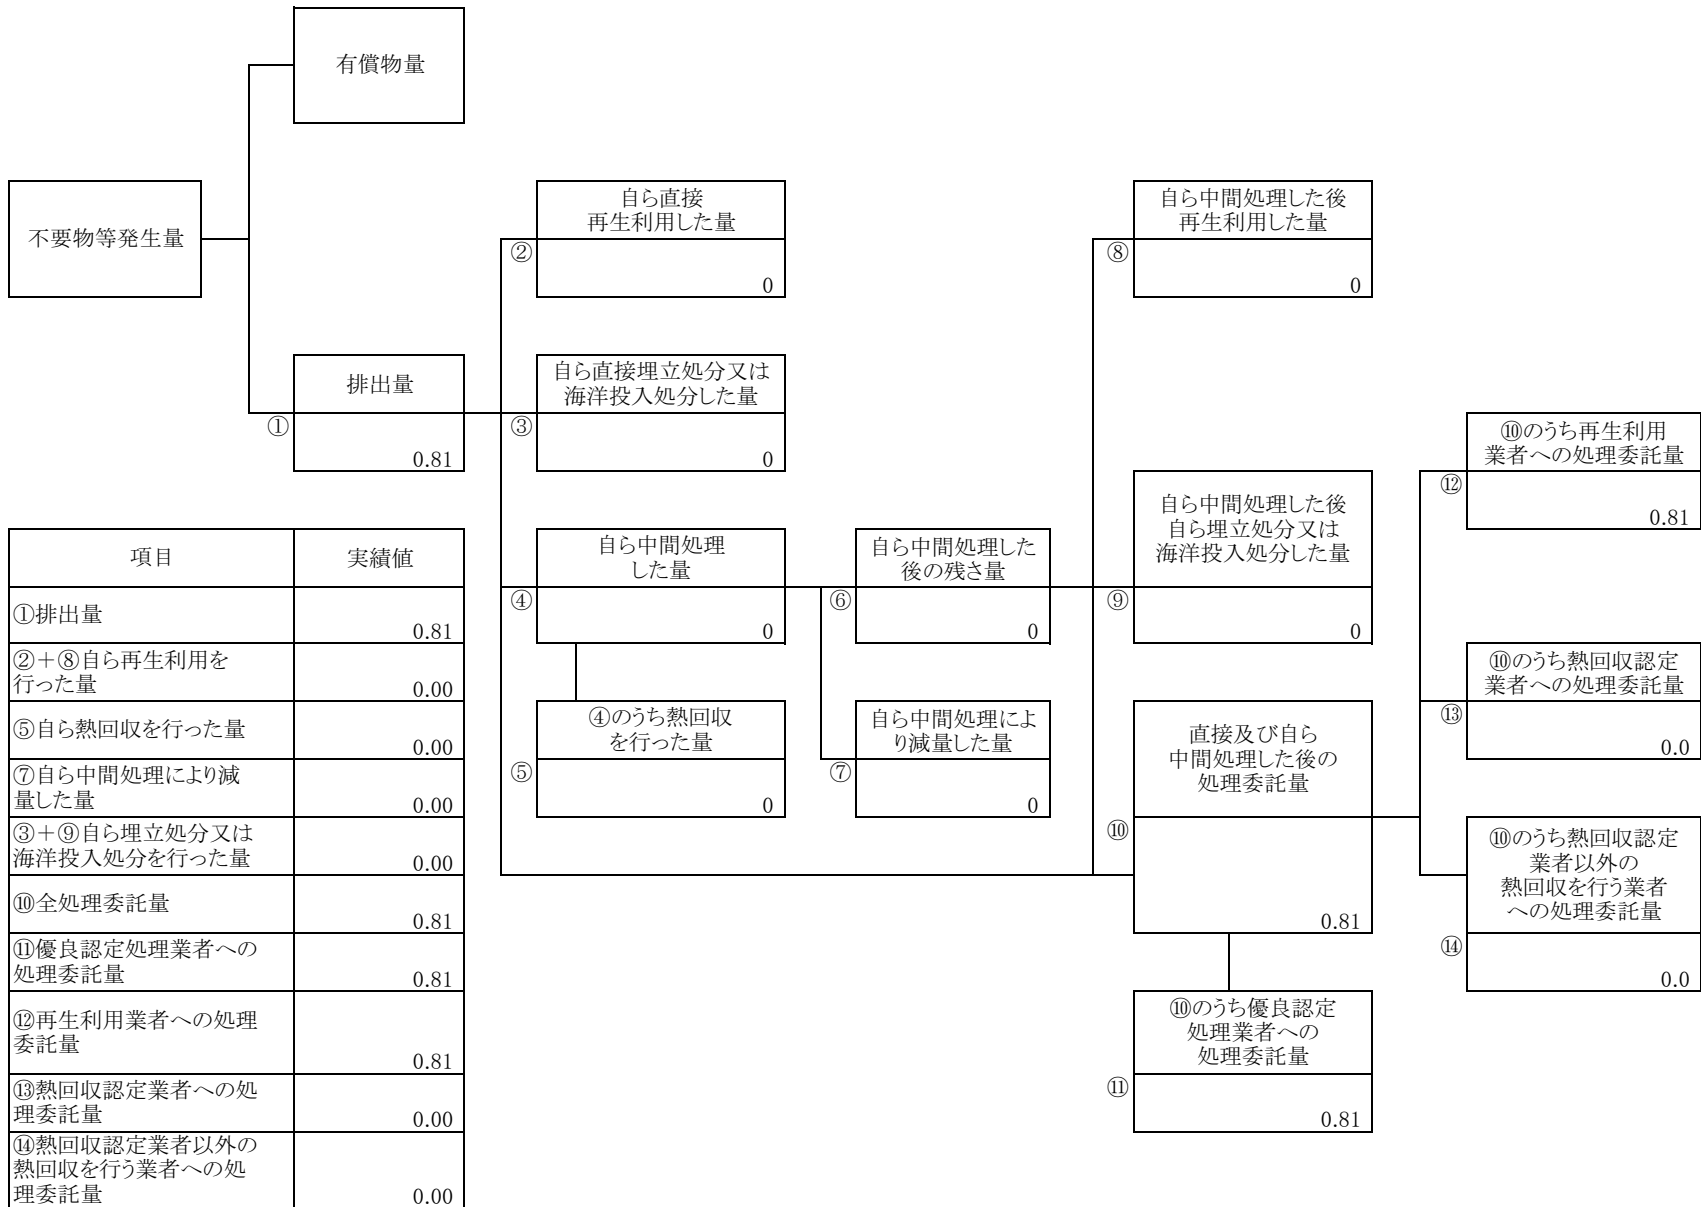 有償物量
不要物等発生量
自ら直接
再生利用した量
②
0
自ら中間処理した後
再生利用した量
⑧
0
排出量
①
0.81
自ら直接埋立処分又は
海洋投入処分した量
③
0
⑩のうち再生利用
業者への処理委託量
⑫
0.81
自ら中間処理
した量
④
0
自ら中間処理した
後の残さ量
⑥
0
自ら中間処理した後
自ら埋立処分又は
海洋投入処分した量
⑨
0
⑩のうち熱回収認定
業者への処理委託量
⑬
0.0
④のうち熱回収
を行った量
⑤
0
自ら中間処理によ
り減量した量
⑦
0
直接及び自ら
中間処理した後の
処理委託量
⑩
0.81
⑩のうち熱回収認定
業者以外の
熱回収を行う業者
への処理委託量
⑭
0.0
⑩のうち優良認定
処理業者への
処理委託量
⑪
0.81
項目 実績値
①排出量
0.81
②+⑧自ら再生利用を
行った量
0.00
⑤自ら熱回収を行った量
0.00
⑦自ら中間処理により減
量した量
0.00
③+⑨自ら埋立処分又は
海洋投入処分を行った量
0.00
⑩全処理委託量
0.81
⑪優良認定処理業者への
処理委託量
0.81
⑫再生利用業者への処理
委託量
0.81
⑬熱回収認定業者への処
理委託量
0.00
⑭熱回収認定業者以外の
熱回収を行う業者への処
理委託量
0.00